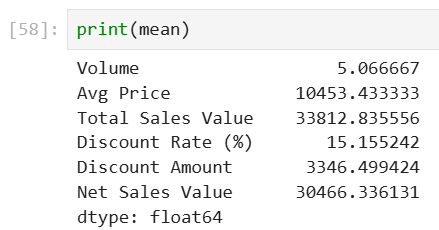 [58]: print(mean)
Volume 5.066667
Avg Price 10453.433333
Total Sales Value 33812.835556
Discount Rate (%) 15.155242
Discount Amount 3346.499424
Net Sales Value 30466.336131
dtype: float64